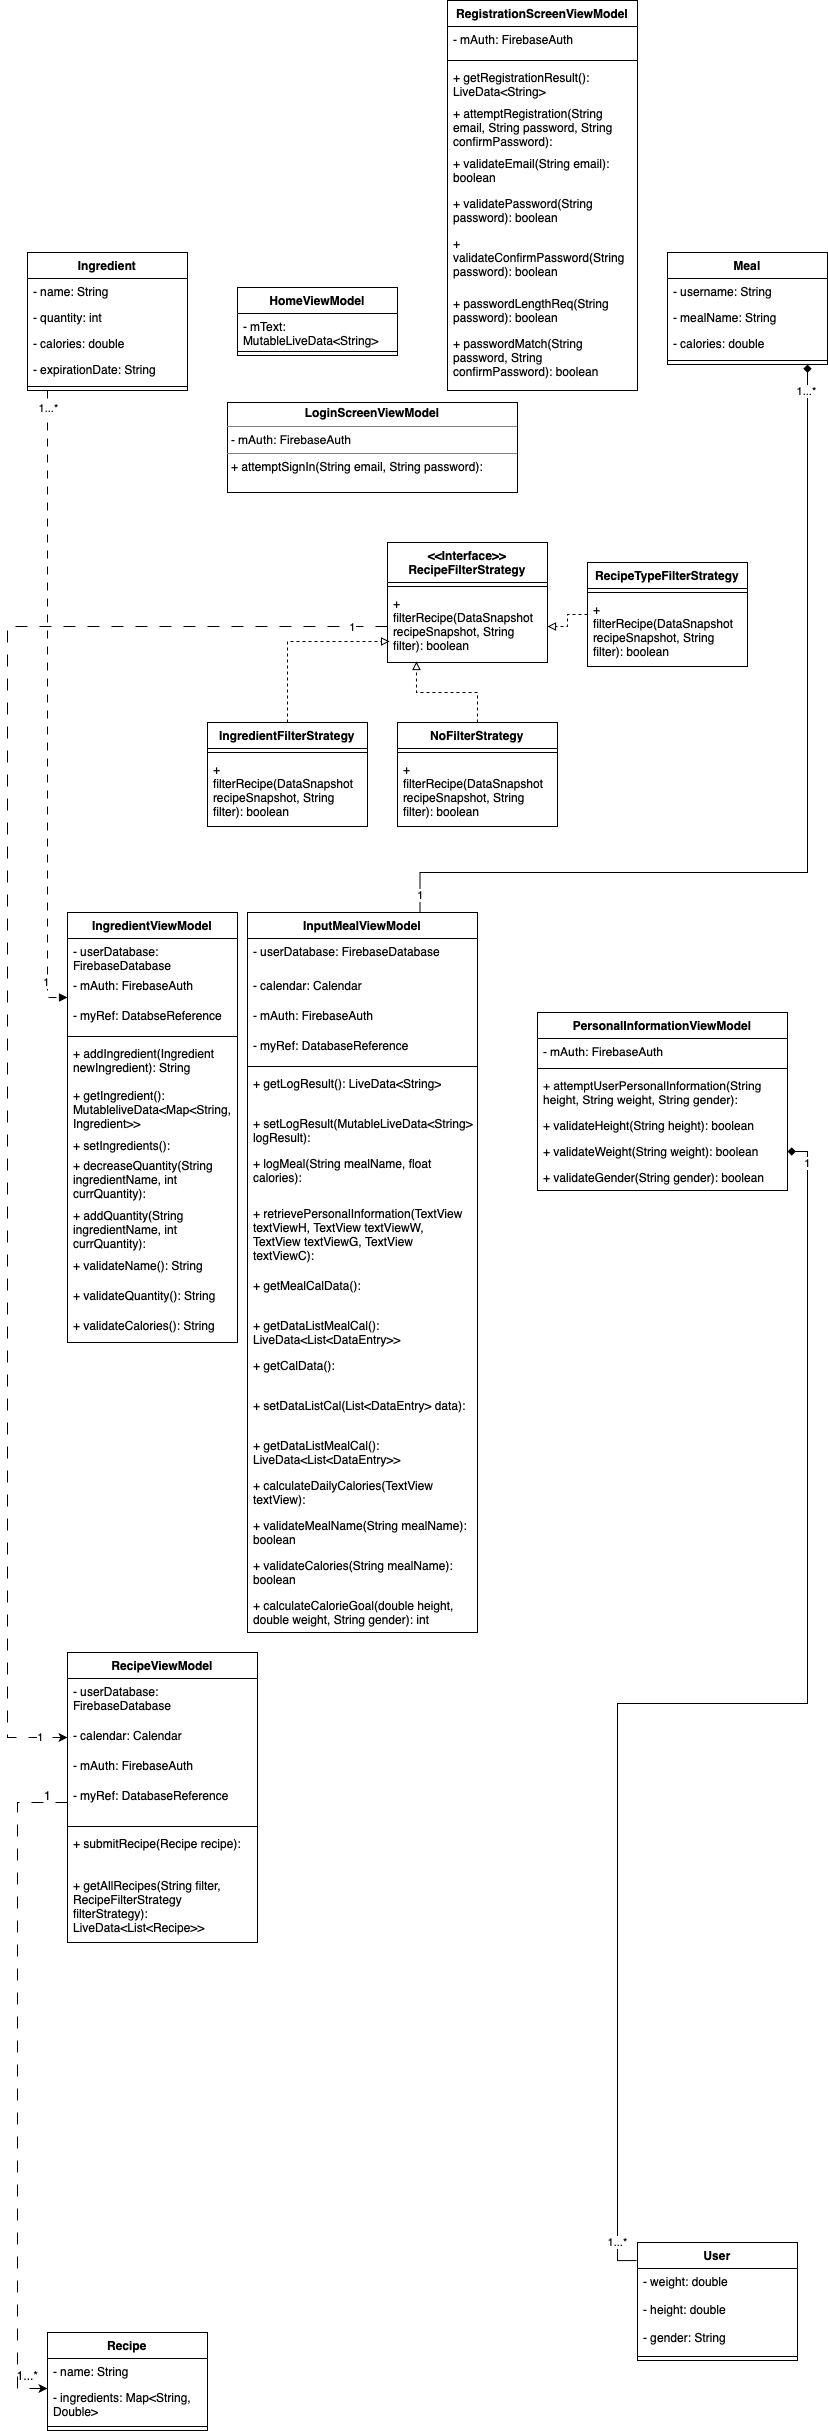 RegistrationScreenViewModel
- mAuth: FirebaseAuth
+ getRegistrationResult():
LiveData<String>
+ attemptRegistration(String
email, String password, String
confirmPassword):
+ validateEmail(String email):
boolean
+ validatePassword(String
password): boolean
+
validateConfirmPassword(String
password): boolean
+ passwordLengthReq(String
password): boolean
+ passwordMatch(String
password, String
confirmPassword): boolean
Ingredient
- name: String
- quantity: int
- calories: double
- expirationDate: String
1...*
HomeViewModel
- mText:
MutableLiveData<String>
Meal
- username: String
- mealName: String
- calories: double
1...*
LoginScreenViewModel
- mAuth: FirebaseAuth
+ attemptSignIn(String email, String password):
<<Interface>>
RecipeFilterStrategy
+
filterRecipe(DataSnapshot
recipeSnapshot, String
filter): boolean
1
RecipeTypeFilterStrategy
+
filterRecipe(DataSnapshot
recipeSnapshot, String
filter): boolean
IngredientFilterStrategy
+
filterRecipe(DataSnapshot
recipeSnapshot, String
filter): boolean
NoFilterStrategy
+
filterRecipe(DataSnapshot
recipeSnapshot, String
filter): boolean
1
IngredientViewModel
- userDatabase:
FirebaseDatabase
- mAuth: FirebaseAuth
- myRef: DatabseReference
+ addIngredient(Ingredient
newIngredient): String
+ getIngredient():
MutableliveData<Map<String,
Ingredient>>
+ setIngredients():
+ decreaseQuantity(String
ingredientName, int
currQuantity):
+ addQuantity(String
ingredientName, int
currQuantity):
+ validateName(): String
+ validateQuantity(): String
+ validateCalories(): String
1
InputMealViewModel
- userDatabase: FirebaseDatabase
- calendar: Calendar
- mAuth: FirebaseAuth
- myRef: DatabaseReference
+ getLogResult(): LiveData<String>
+ setLogResult(MutableLiveData<String>
logResult):
+ logMeal(String mealName, float
calories):
+ retrievePersonalInformation(TextView
textViewH, TextView textViewW,
TextView textViewG, TextView
textViewC):
+ getMealCalData():
+ getDataListMealCal():
LiveData<List<DataEntry>>
+ getCalData():
+ setDataListCal(List<DataEntry> data):
+ getDataListMealCal():
LiveData<List<DataEntry>>
+ calculateDailyCalories(TextView
textView):
+ validateMealName(String mealName):
boolean
+ validateCalories(String mealName):
boolean
+ calculateCalorieGoal(double height,
double weight, String gender): int
PersonalInformationViewModel
- mAuth: FirebaseAuth
+ attemptUserPersonalInformation(String
height, String weight, String gender):
+ validateHeight(String height): boolean
+ validateWeight(String weight): boolean
+ validateGender(String gender): boolean
1
RecipeViewModel
- userDatabase:
FirebaseDatabase
- calendar: Calendar
- mAuth: FirebaseAuth
- myRef: DatabaseReference
+ submitRecipe(Recipe recipe):
+ getAllRecipes(String filter,
RecipeFilterStrategy
filterStrategy):
LiveData<List<Recipe>>
1
1
1...*
User
- weight: double
- height: double
- gender: String
1...*
Recipe
- name: String
- ingredients: Map<String,
Double>